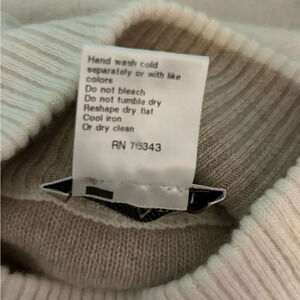 Hand wash cold
separately or with like
colors
Do not bleach
Do not tumble dry
Reshape dry flat
Cool iron
Or dry clean
RN 76343